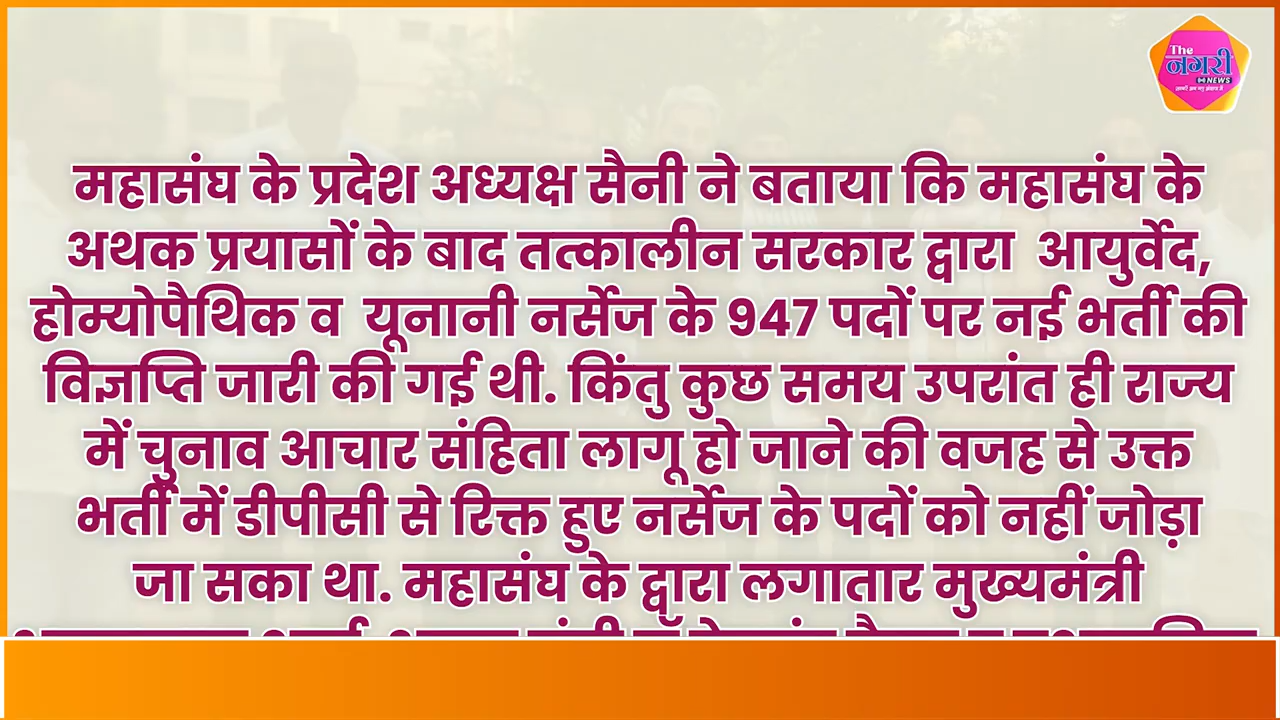 The
नगरी
NEWS
महासंघ के प्रदेश अध्यक्ष सैनी ने बताया कि महासंघ के
अथक प्रयासों के बाद तत्कालीन सरकार द्वारा आयुर्वेद,
होम्योपैथिक व यूनानी नर्सेज के 947 पदों पर नई भर्ती की
विज्ञप्ति जारी की गई थी. किंतु कुछ समय उपरांत ही राज्य
में चुनाव आचार संहिता लागू हो जाने की वजह से उक्त
भर्ती में डीपीसी से रिक्त हुए नर्सेज के पदों को नहीं जोड़ा
जा सका था. महासंघ के द्वारा लगातार मुख्यमंत्री